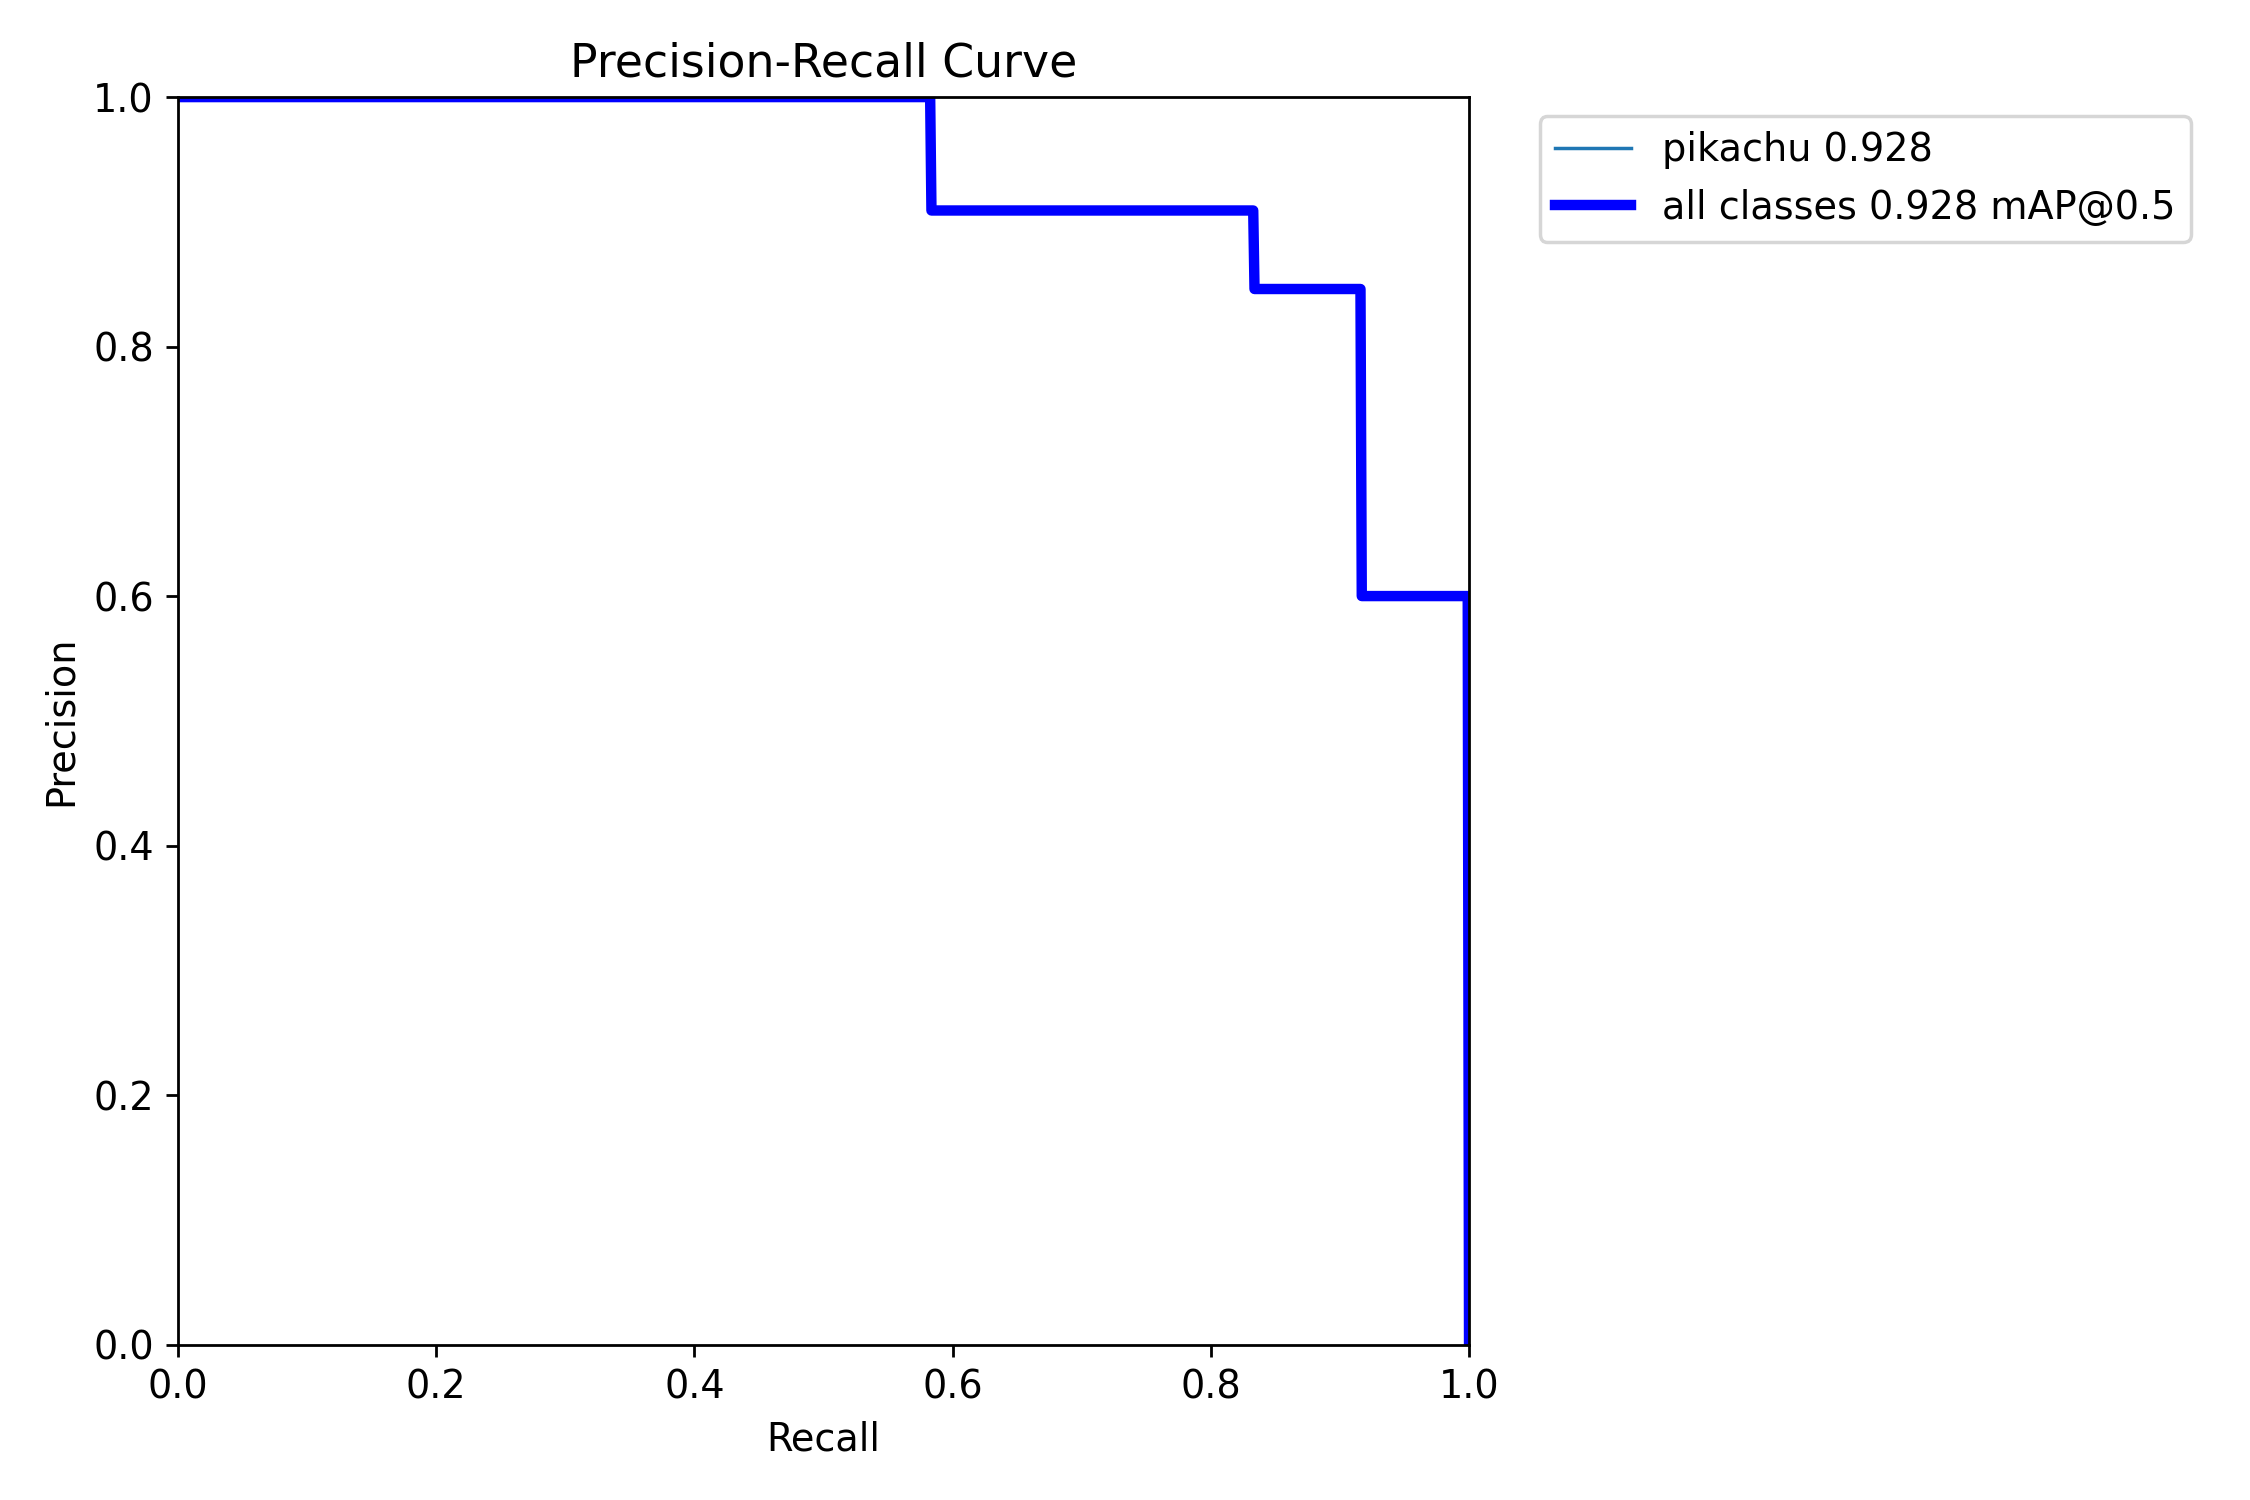 Precision-Recall Curve
pikachu 0.928
all classes 0.928 mAP@0.5
1.0
0.8
0.6
0.4
0.2
0.0
Precision
0.0 0.2 0.4 0.6 0.8 1.0
Recall